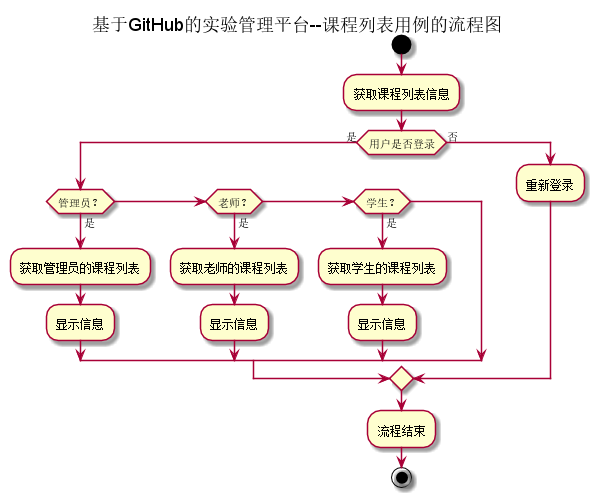 基于GitHub的实验管理平台--课程列表用例的流程图
获取课程列表信息
是
用户是否登录
否
重新登录
管理员？
老师？
学生？
是
是
是
获取管理员的课程列表
获取老师的课程列表
获取学生的课程列表
显示信息
显示信息
显示信息
流程结束